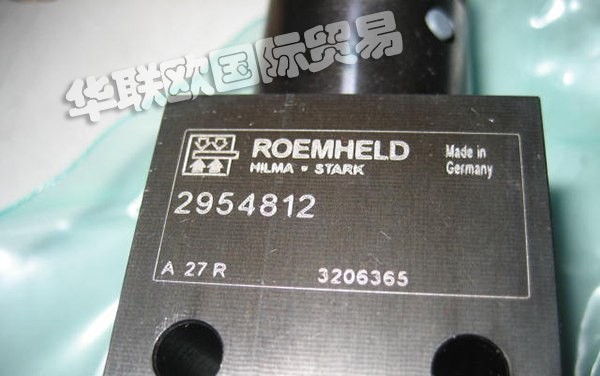 华联欧国际贸易
ROEMHELD
HILMA ▪ STARK
Made in
Germany
2954812
A 27 R 3206365